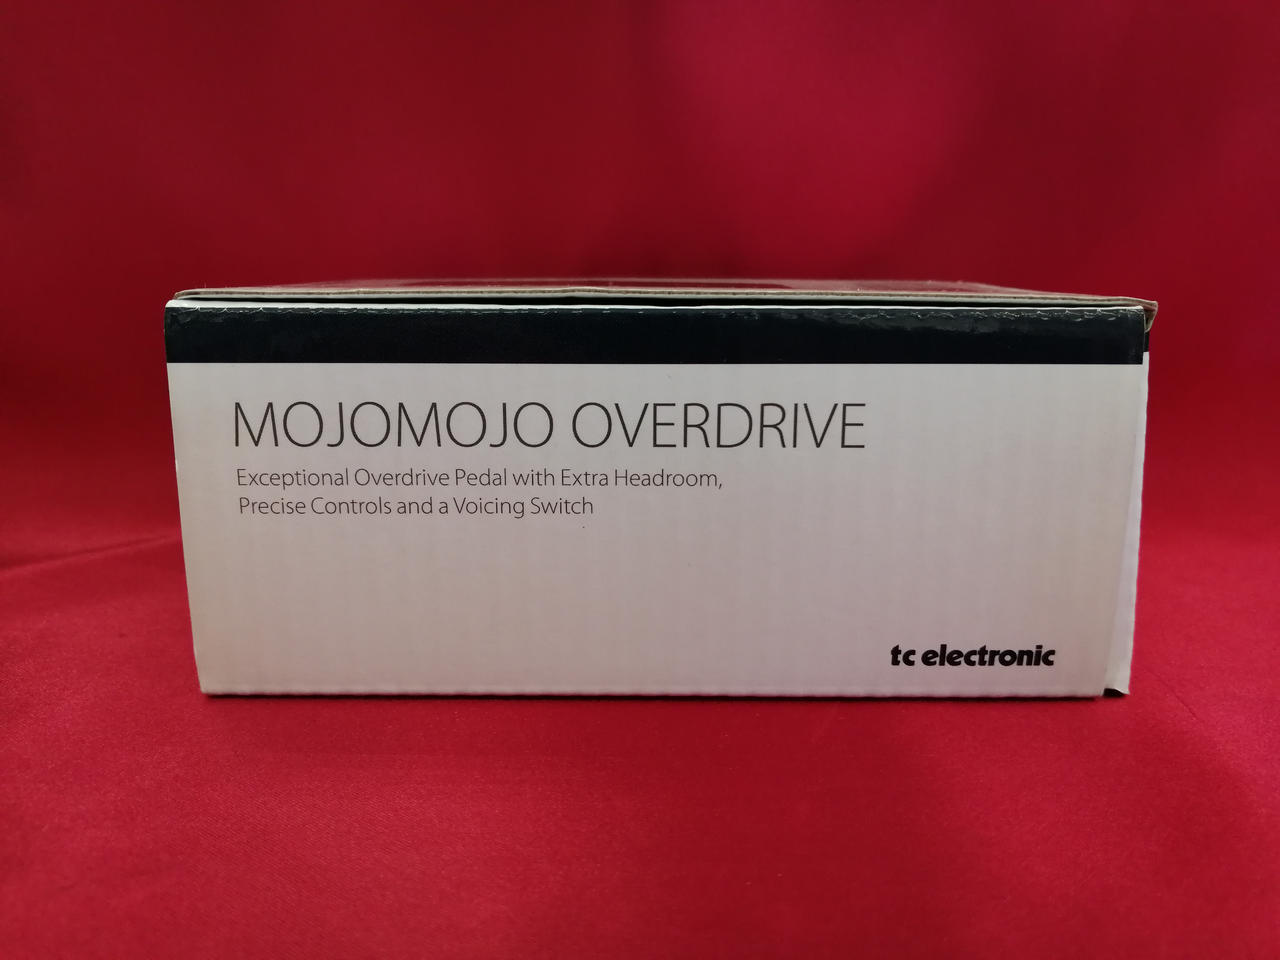 MOJOMOJO OVERDRIVE
Exceptional Overdrive Pedal with Extra Headroom,
Precise Controls and a Voicing Switch
tc electronic